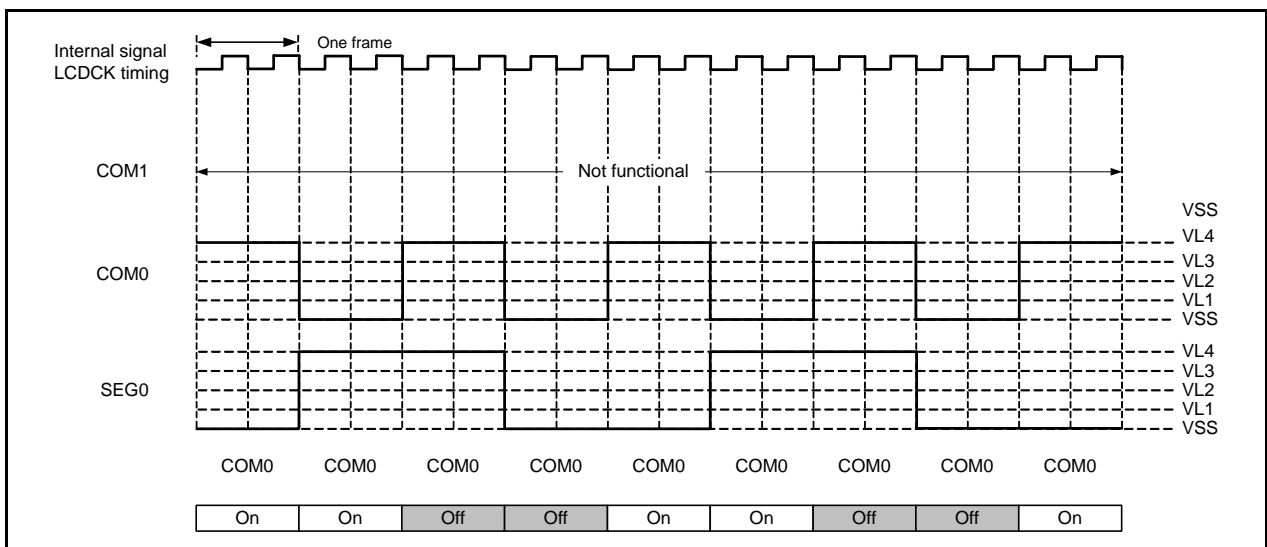 Internal signal
LCDCK timing
One frame
COM1
Not functional
VSS
COM0
VL4
VL3
VL2
VL1
VSS
SEG0
VL4
VL3
VL2
VL1
VSS
COM0 COM0 COM0 COM0 COM0 COM0 COM0 COM0 COM0
On On Off Off On On Off Off On